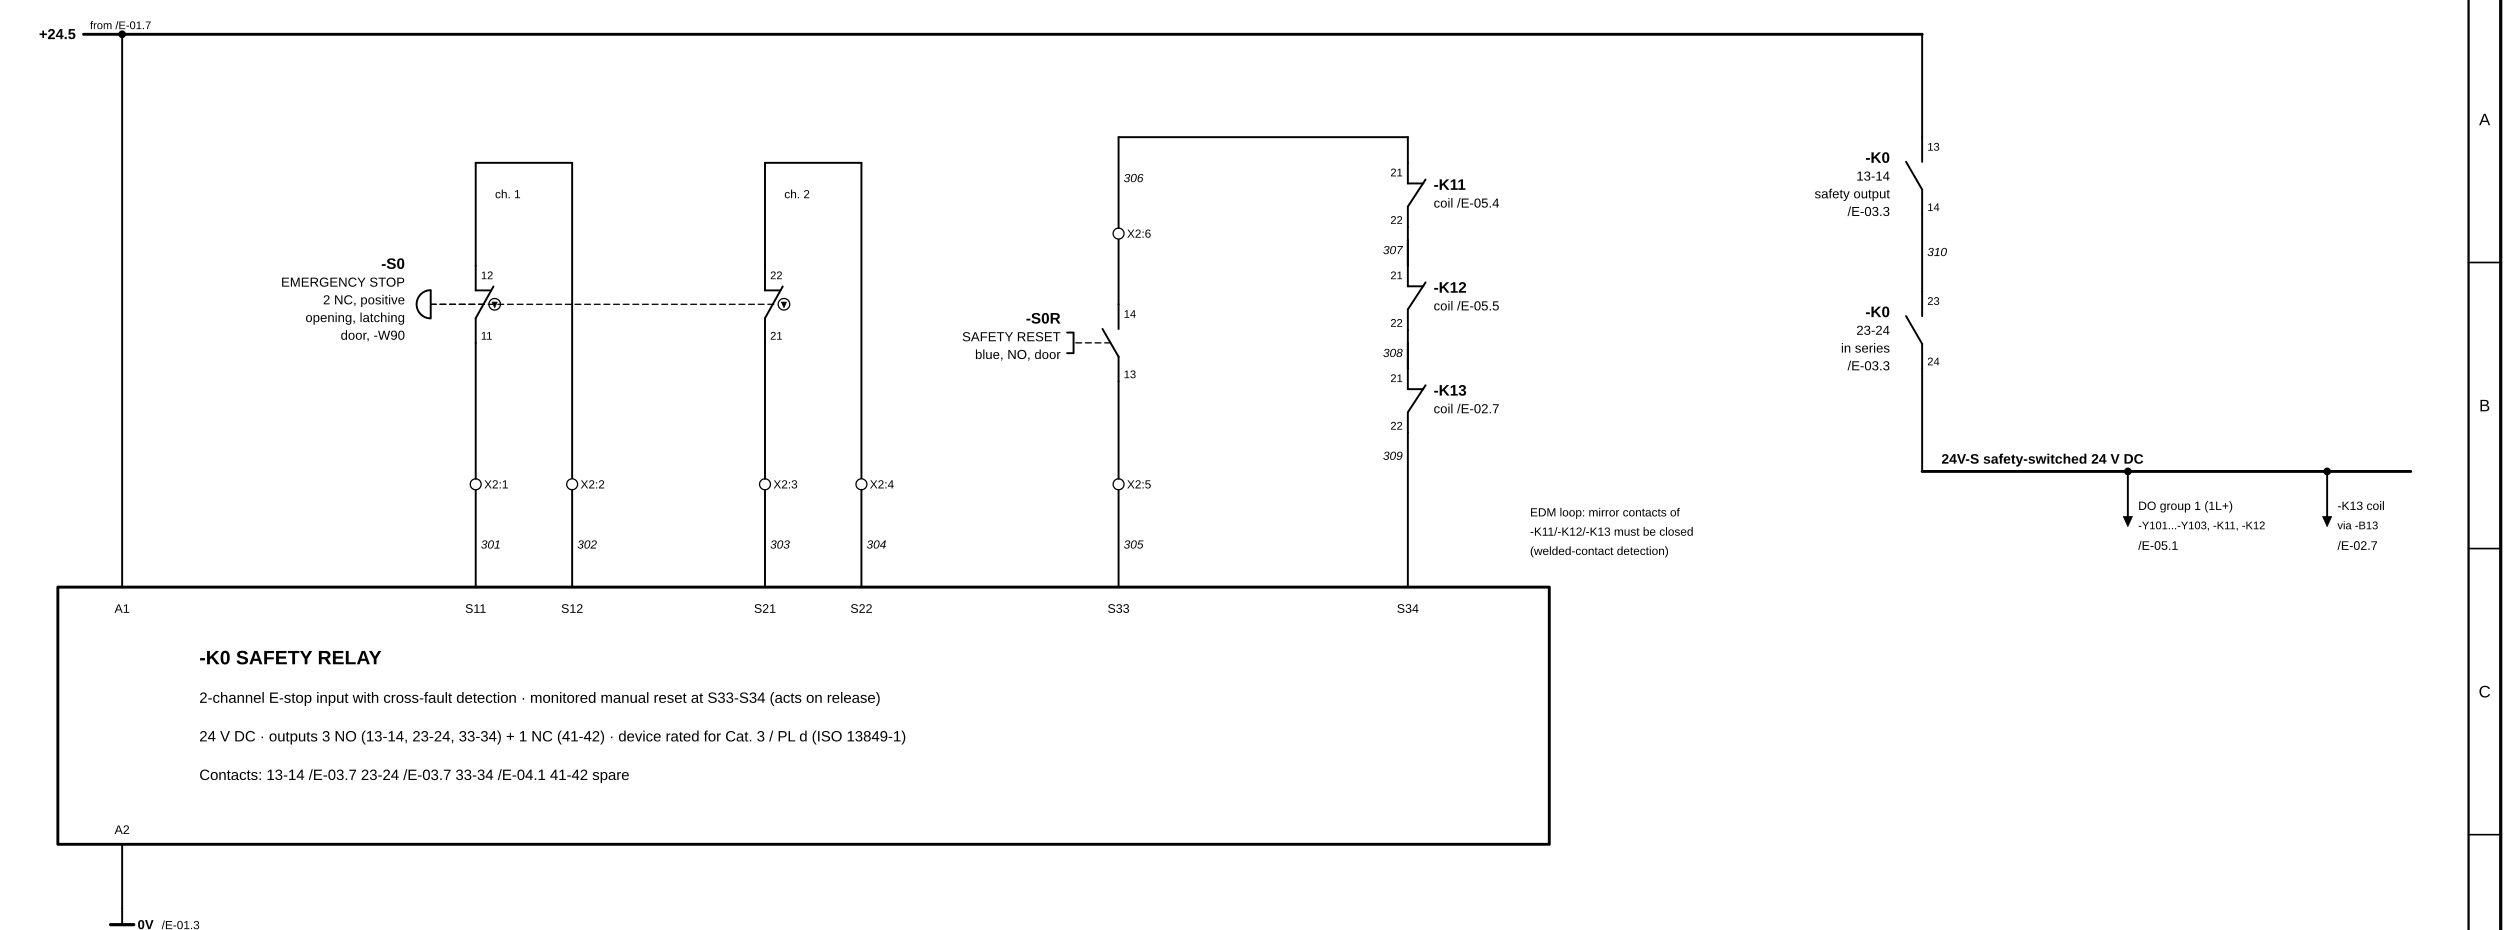 from /E-01.7
+24.5
A
13
-K0
13-14
safety output
/E-03.3
14
310
306
21
-K11
coil /E-05.4
22
307
ch. 1
ch. 2
X2:6
-S0
EMERGENCY STOP
2 NC, positive
opening, latching
door, -W90
12
11
22
21
21
-K12
coil /E-05.5
22
308
23
-K0
23-24
in series
/E-03.3
24
14
-S0R
SAFETY RESET
blue, NO, door
13
21
-K13
coil /E-02.7
22
309
B
24V-S safety-switched 24 V DC
X2:1
X2:2
X2:3
X2:4
X2:5
DO group 1 (1L+)
-Y101...-Y103, -K11, -K12
/E-05.1
-K13 coil
via -B13
/E-02.7
EDM loop: mirror contacts of
-K11/-K12/-K13 must be closed
(welded-contact detection)
301
302
303
304
305
A1
S11
S12
S21
S22
S33
S34
-K0 SAFETY RELAY
2-channel E-stop input with cross-fault detection · monitored manual reset at S33-S34 (acts on release)
24 V DC · outputs 3 NO (13-14, 23-24, 33-34) + 1 NC (41-42) · device rated for Cat. 3 / PL d (ISO 13849-1)
Contacts: 13-14 /E-03.7 23-24 /E-03.7 33-34 /E-04.1 41-42 spare
C
A2
0V /E-01.3